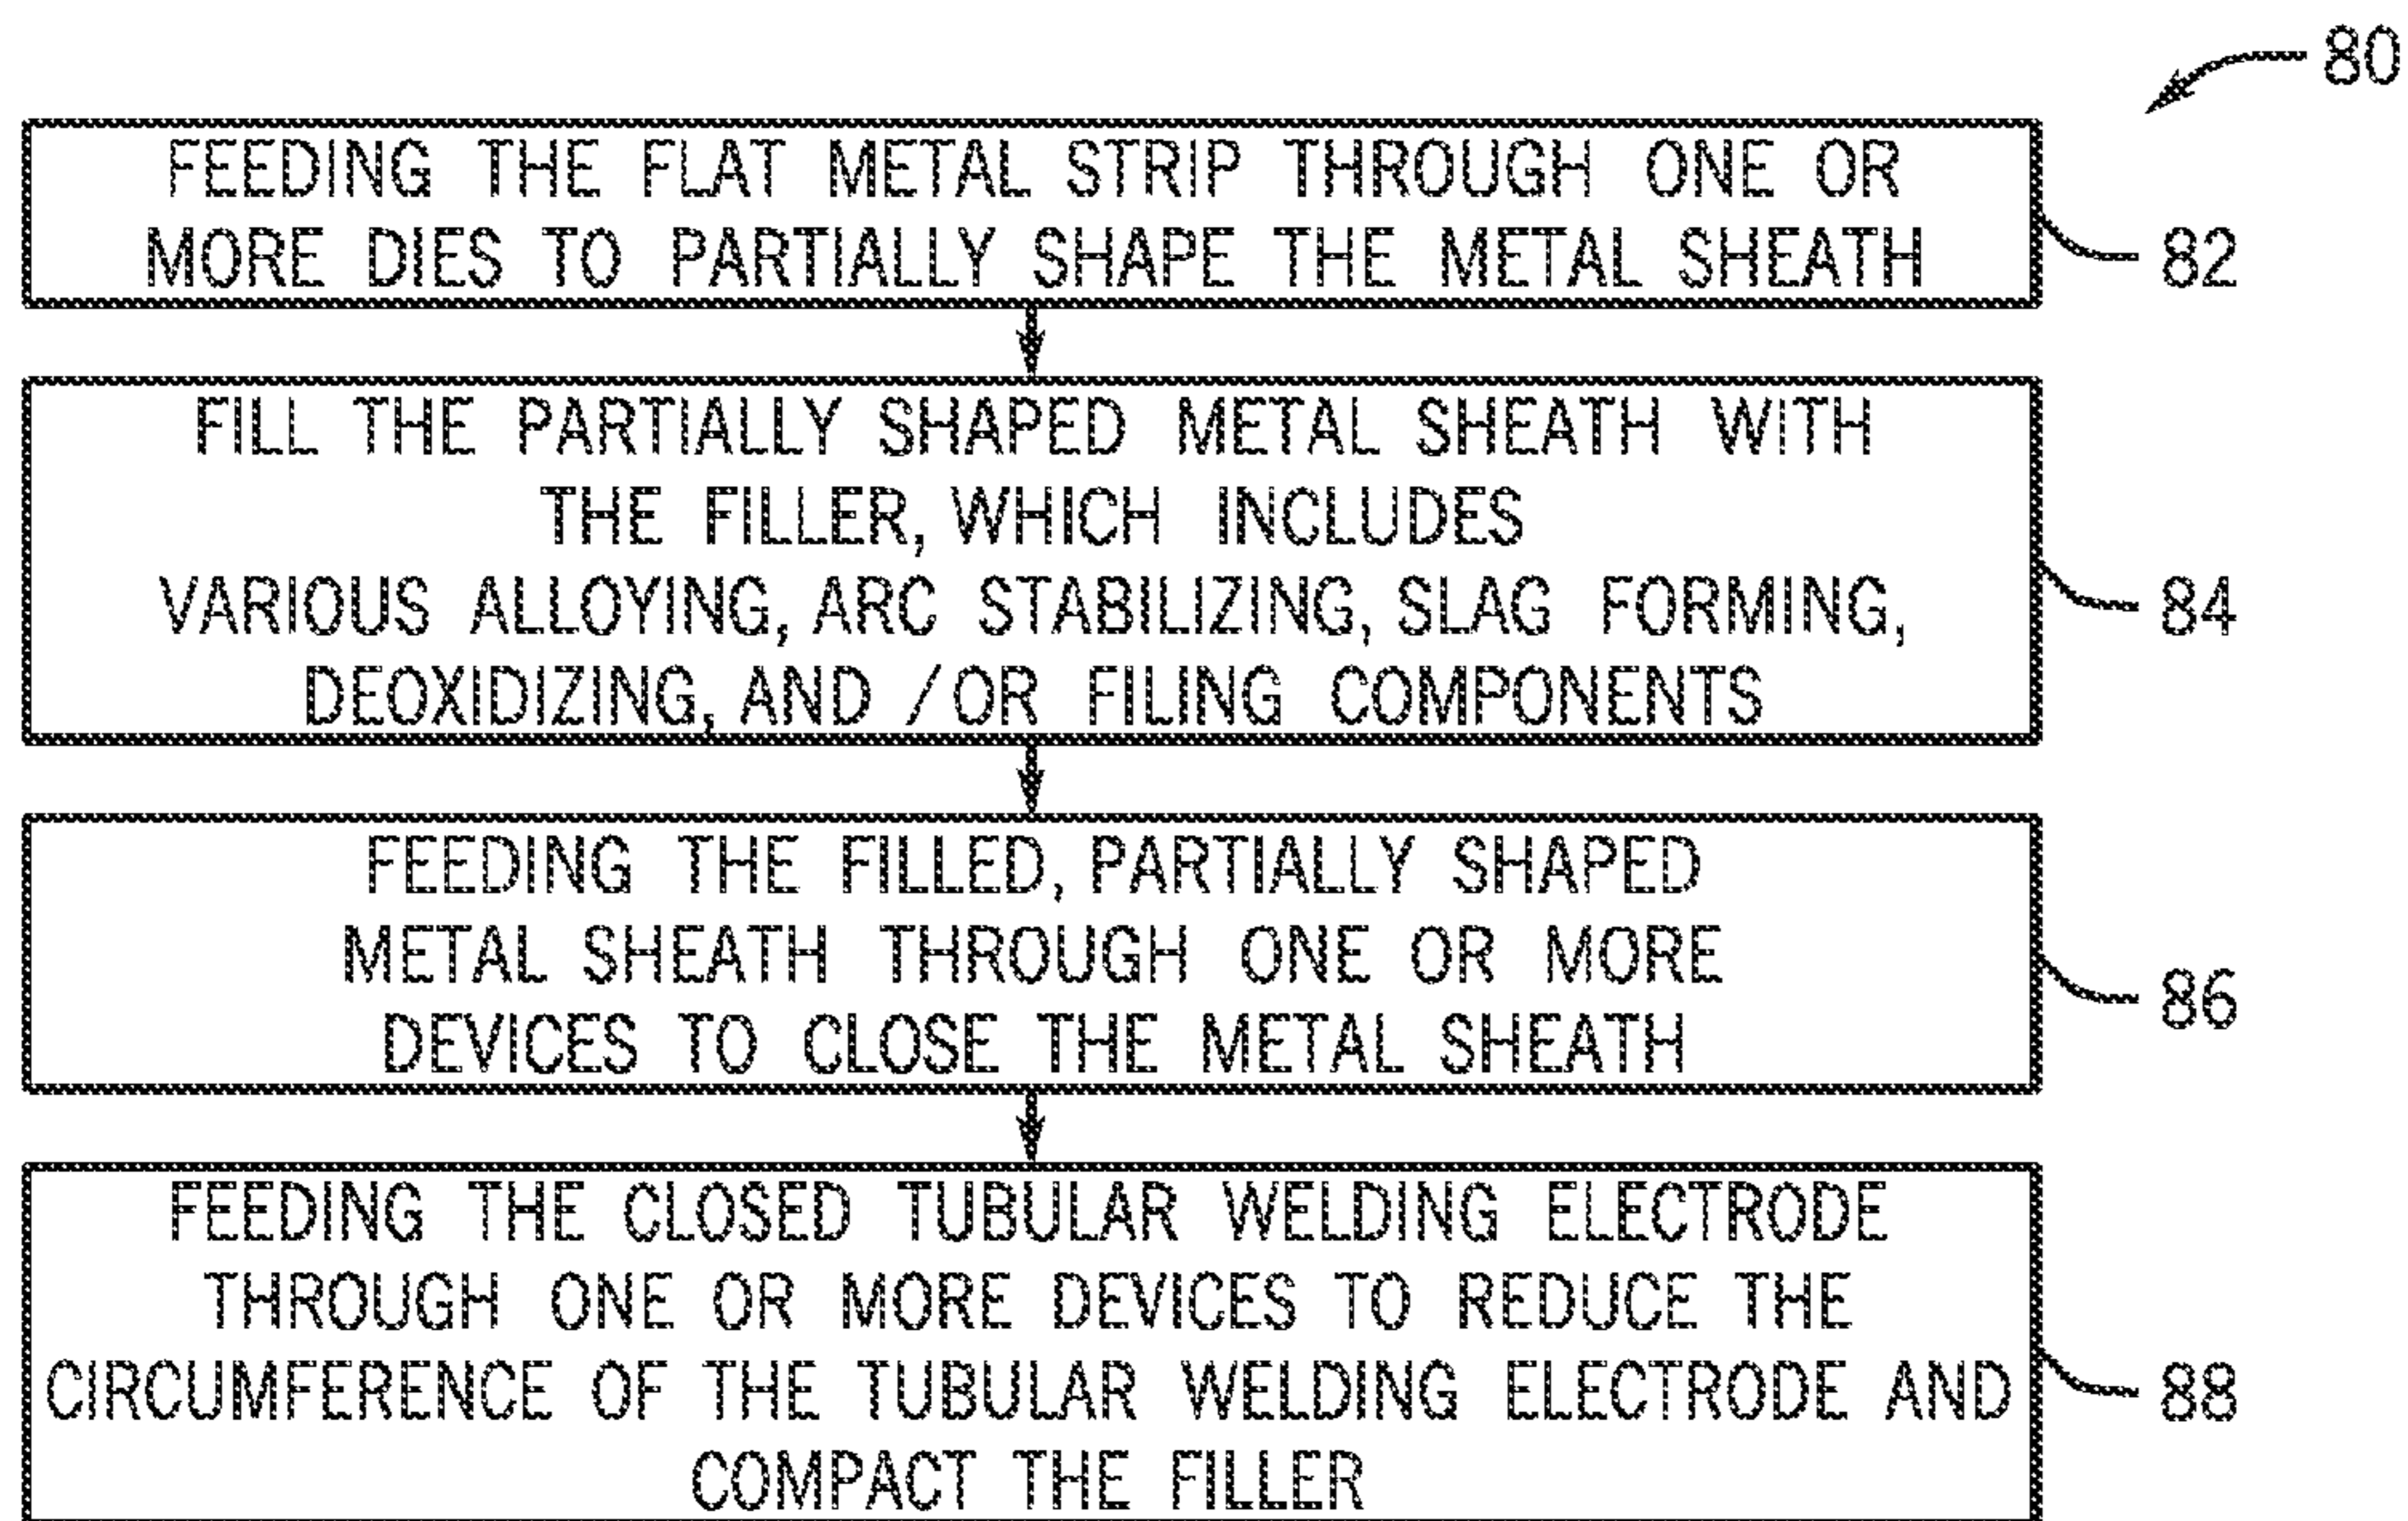 80
FEEDING THE FLAT METAL STRIP THROUGH ONE OR
MORE DIES TO PARTIALLY SHAPE THE METAL SHEATH
82
FILL THE PARTIALLY SHAPED METAL SHEATH WITH
THE FILLER, WHICH INCLUDES
VARIOUS ALLOYING, ARC STABILIZING, SLAG FORMING,
DEOXIDIZING, AND /OR FILING COMPONENTS
84
FEEDING THE FILLED, PARTIALLY SHAPED
METAL SHEATH THROUGH ONE OR MORE
DEVICES TO CLOSE THE METAL SHEATH
86
FEEDING THE CLOSED TUBULAR WELDING ELECTRODE
THROUGH ONE OR MORE DEVICES TO REDUCE THE
CIRCUMFERENCE OF THE TUBULAR WELDING ELECTRODE AND
COMPACT THE FILLER
88